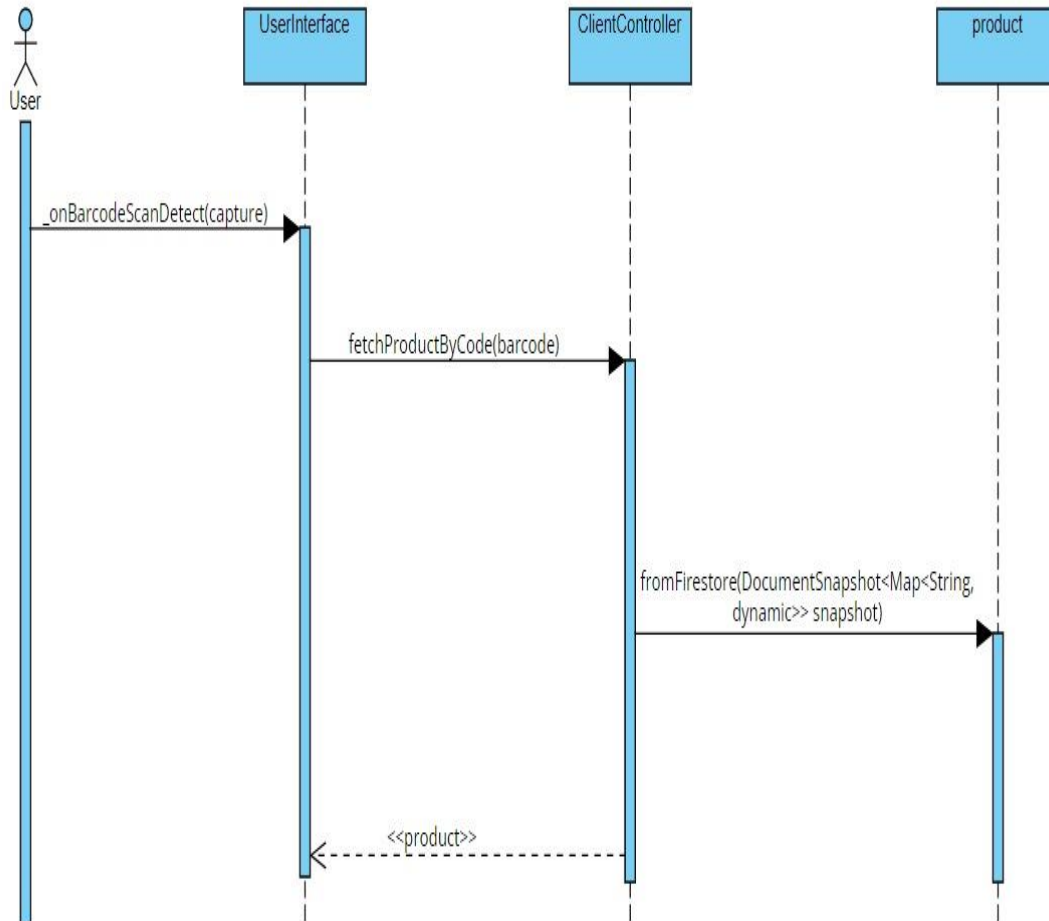 UserInterface
ClientController
product
User
_onBarcodeScanDetect(capture)
fetchProductByCode(barcode)
fromFirestore(DocumentSnapshot<Map<String,
dynamic>> snapshot)
<<product>>